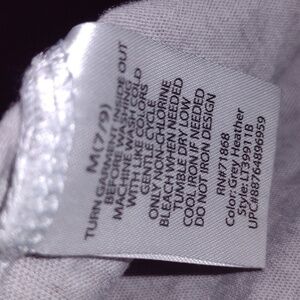 M(7/9)
TURN GARMENT INSIDE OUT
BEFORE WASHING
MACHINE WASH COLD
WITH LIKE COLORS
GENTLE CYCLE
ONLY NON-CHLORINE
BLEACH WHEN NEEDED
TUMBLE DRY LOW
COOL IRON IF NEEDED
DO NOT IRON DESIGN
RN#71868
Color: Grey Heather
Style: LT39911B
UPC#88764896959